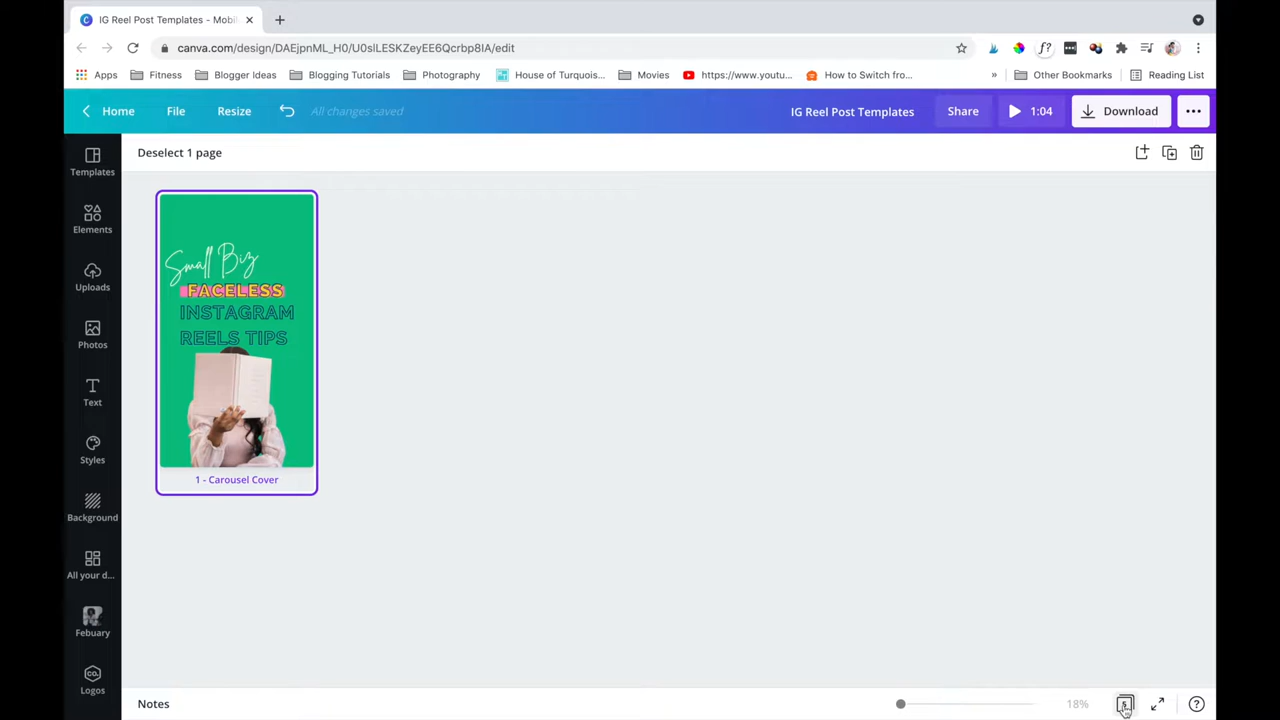 IG Reel Post Templates - Mobil
canva.com/design/DAEjpnML_H0/U0slLESKZeyEE6Qcrbp8IA/edit
Apps Fitness Blogger Ideas Blogging Tutorials Photography House of Turquois... Movies https://www.youtu... How to Switch from... » Other Bookmarks Reading List
Home File Resize All changes saved IG Reel Post Templates Share 1:04 Download
Deselect 1 page
Templates
Elements
Uploads
Photos
Text
Styles
Background
All your d...
Febuary
CO.
Logos
Small Biz
FACELESS
INSTAGRAM
REELS TIPS
1 - Carousel Cover
Notes 18%